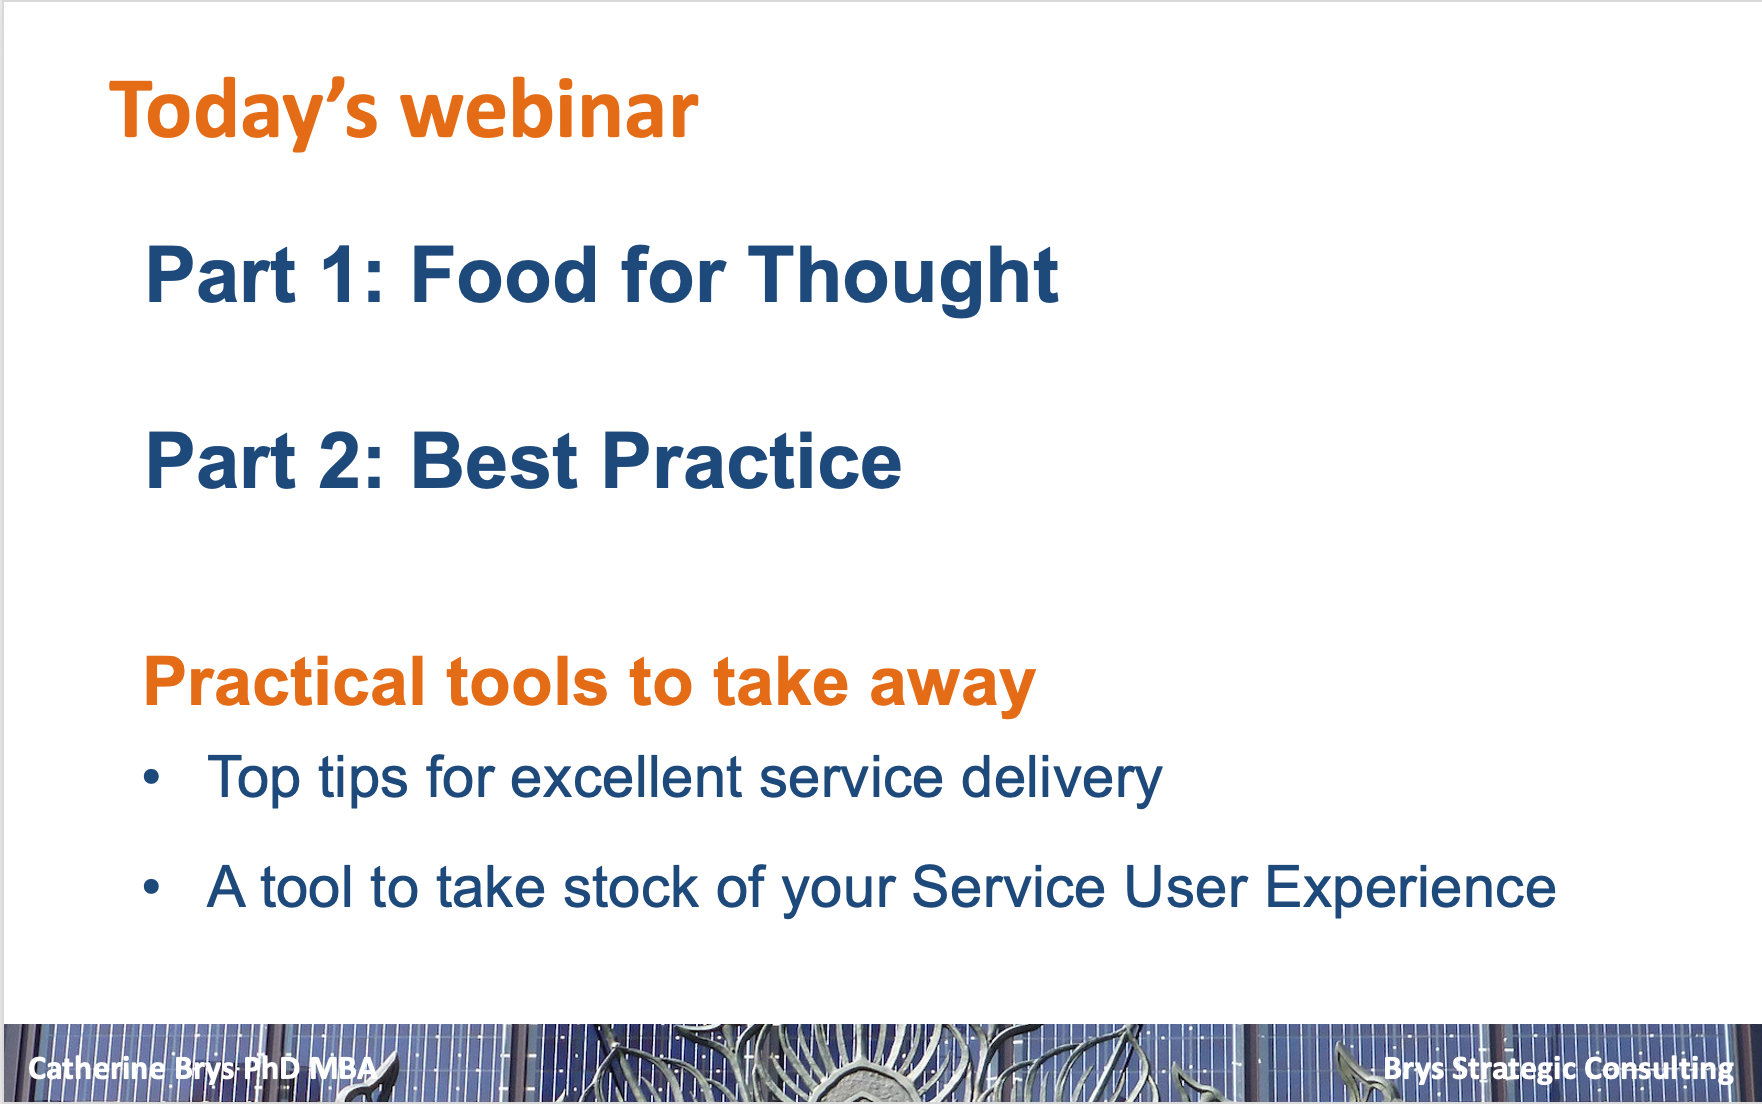 Today’s webinar
Part 1: Food for Thought
Part 2: Best Practice
Practical tools to take away
• Top tips for excellent service delivery
• A tool to take stock of your Service User Experience
Catherine Brys PhD MBA
Brys Strategic Consulting